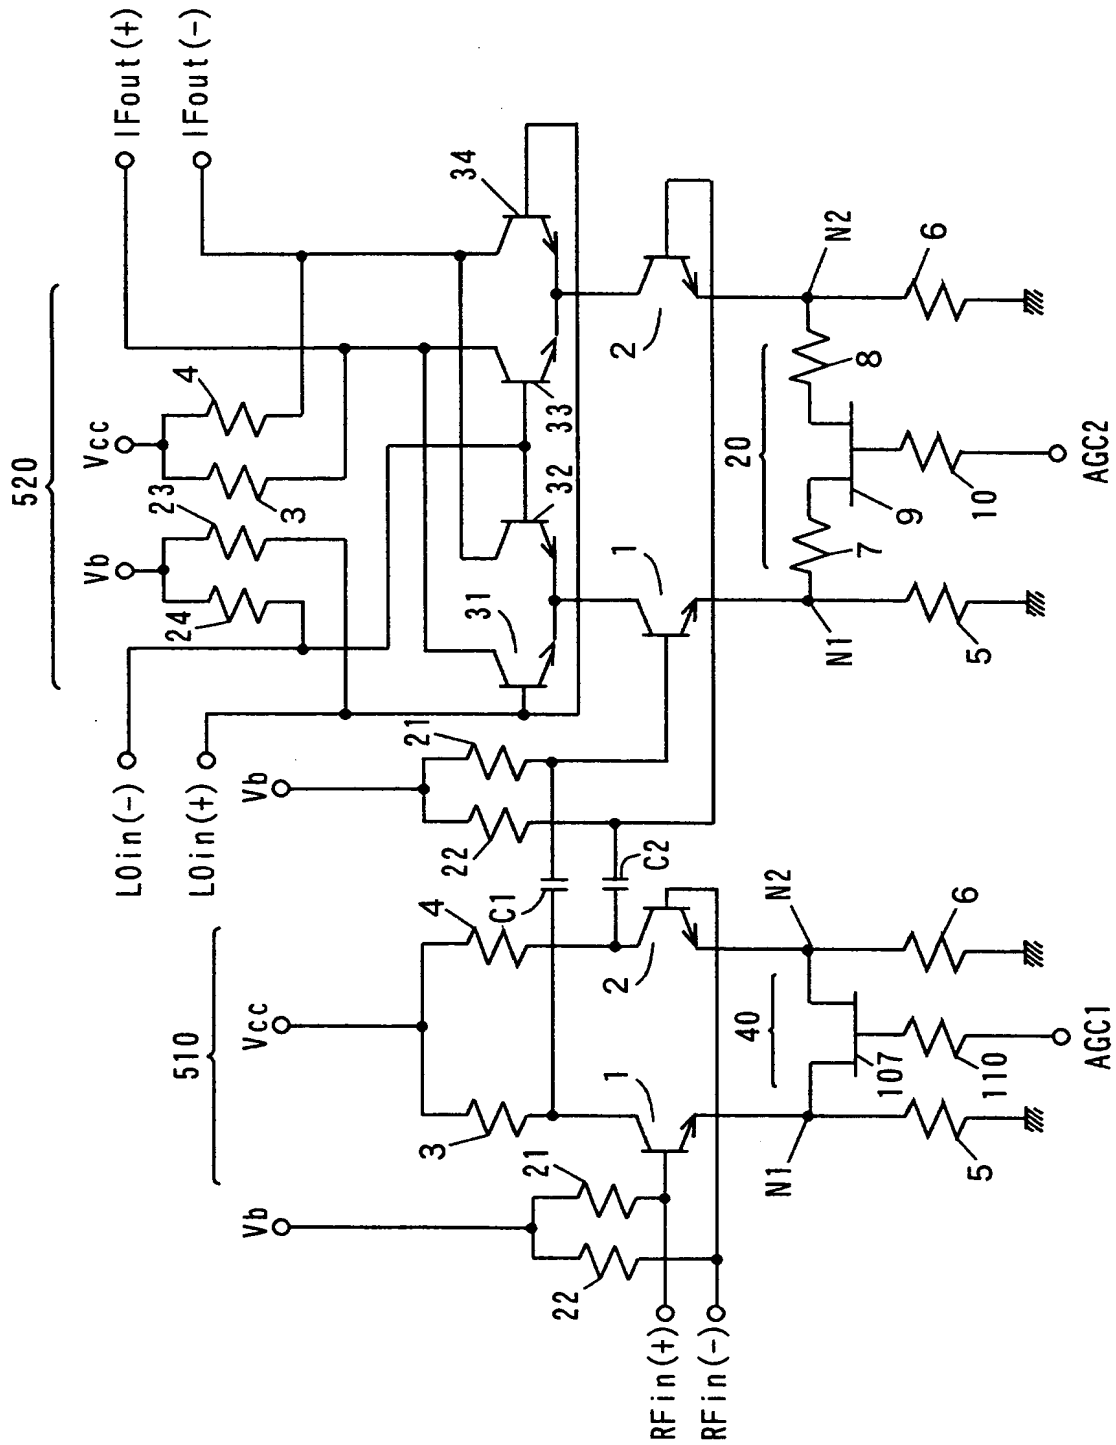 IFout(+)
IFout(-)
520
Vcc
4
3
Vb
23
24
34
33
32
31
2
1
N2
6
8
20
9
7
10
AGC2
N1
5
LOin(-)
LOin(+)
Vb
21
22
C1
C2
510
Vcc
4
3
Vb
21
22
2
1
N2
6
40
107
110
AGC1
N1
5
RFin(+)
RFin(-)